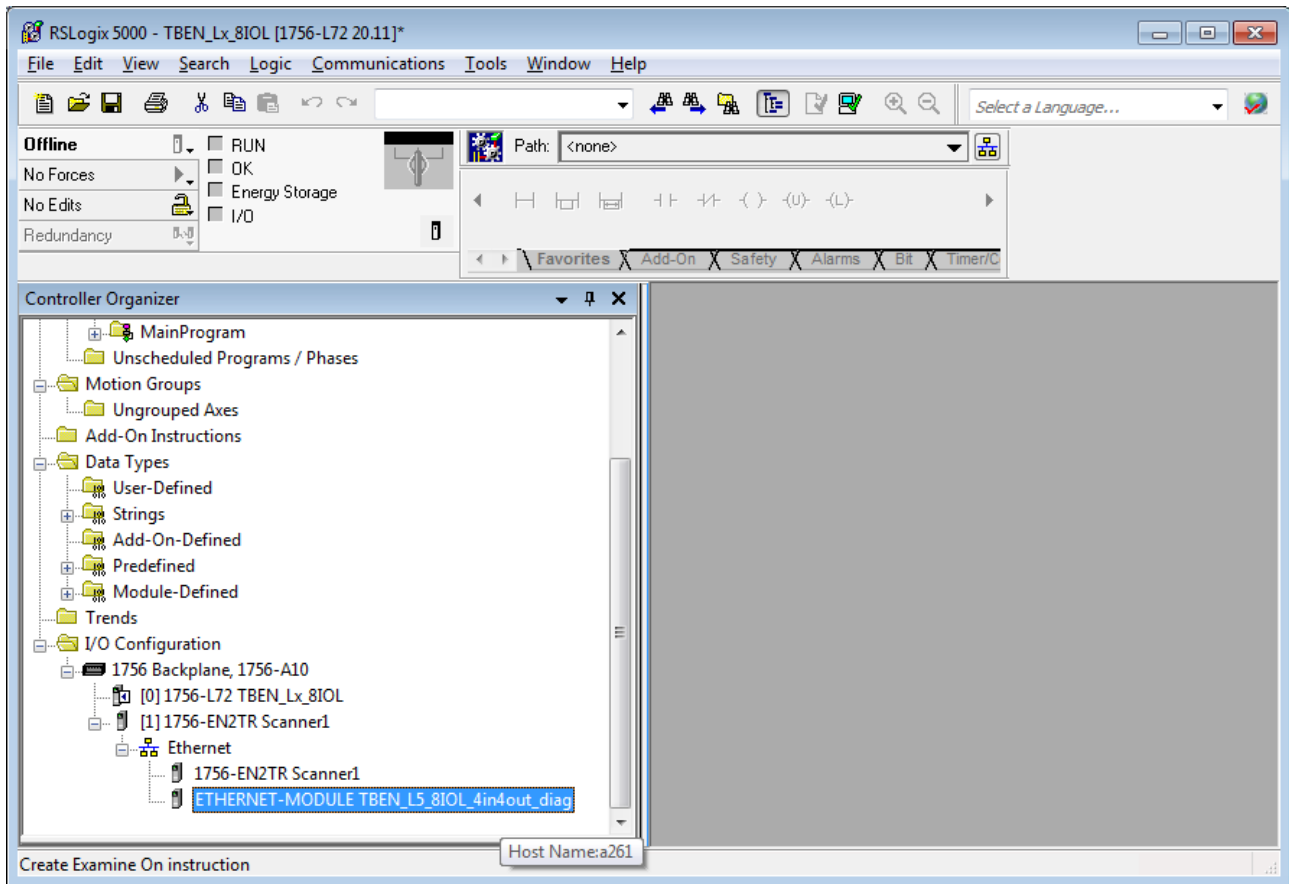 RSLogix 5000 - TBEN_Lx_8IOL [1756-L72 20.11]*
File Edit View Search Logic Communications Tools Window Help
Select a Language...
Offline
RUN
No Forces
OK
No Edits
Energy Storage
Redundancy
I/O
Path: <none>
Favorites Add-On Safety Alarms Bit Timer/C
Controller Organizer
MainProgram
Unscheduled Programs / Phases
Motion Groups
Ungrouped Axes
Add-On Instructions
Data Types
User-Defined
Strings
Add-On-Defined
Predefined
Module-Defined
Trends
I/O Configuration
1756 Backplane, 1756-A10
[0] 1756-L72 TBEN_Lx_8IOL
[1] 1756-EN2TR Scanner1
Ethernet
1756-EN2TR Scanner1
ETHERNET-MODULE TBEN_L5_8IOL_4in4out_diag
Host Name:a261
Create Examine On instruction